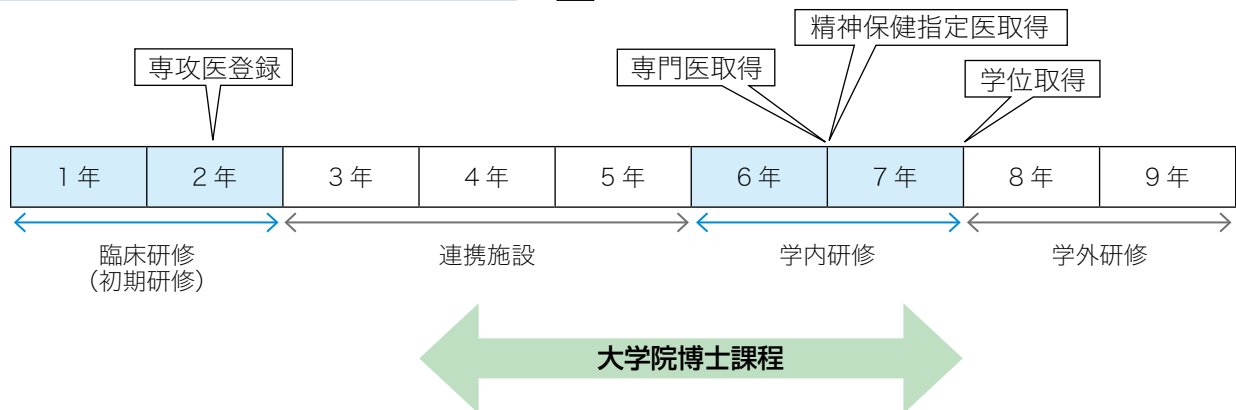 精神保健指定医取得
専攻医登録
専門医取得
学位取得
1 年
2 年
3 年
4 年
5 年
6 年
7 年
8 年
9 年
臨床研修
（初期研修）
連携施設
学内研修
学外研修
大学院博士課程